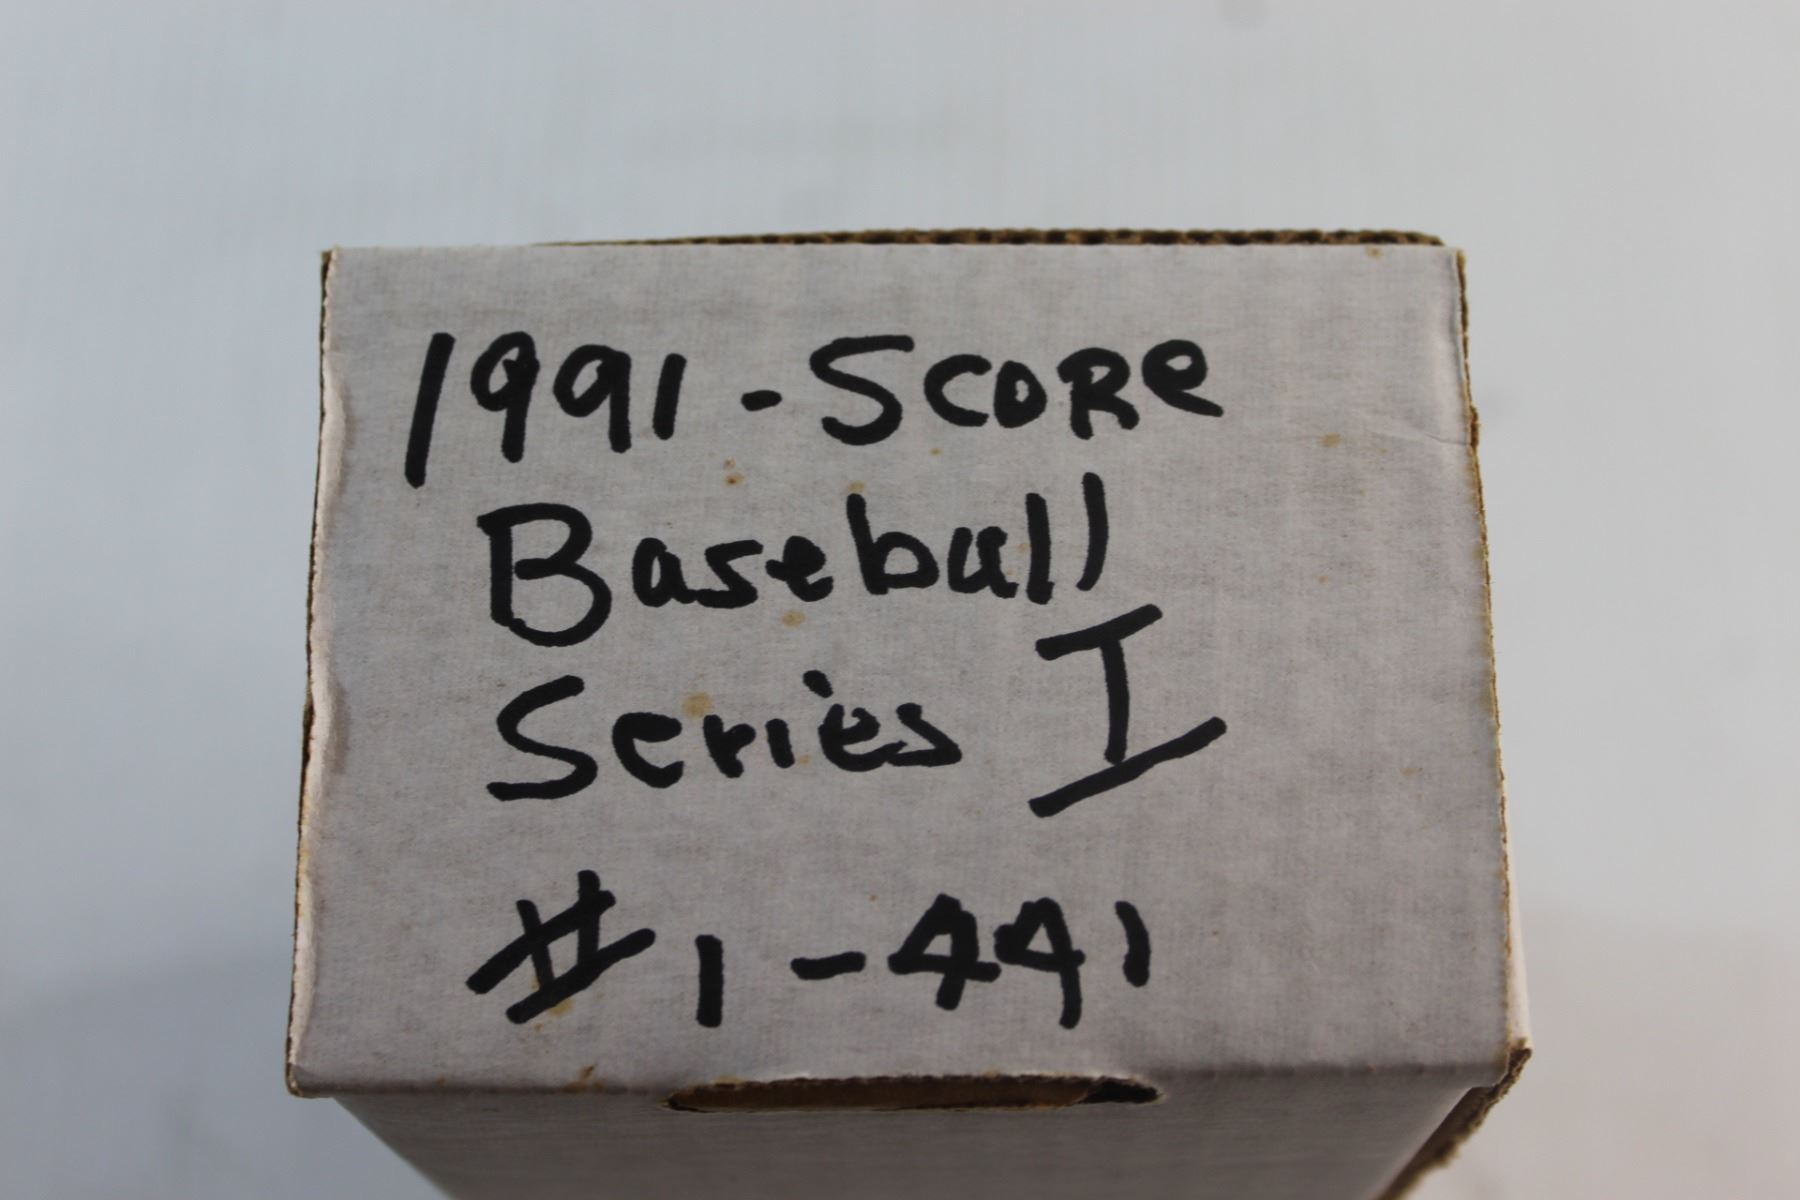 1991 - SCORe
Baseball
Series I
# 1 - 441